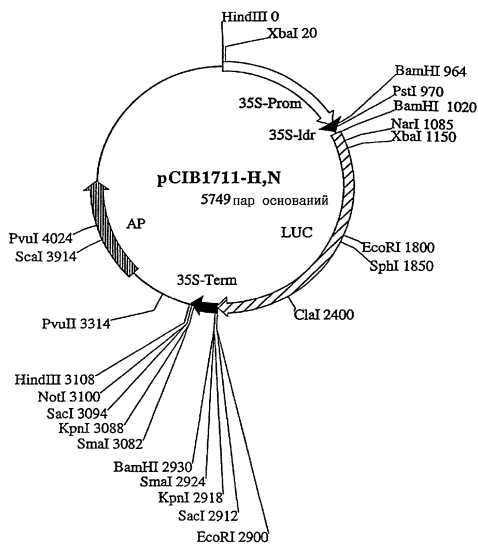 HindIII 0
XbaI 20
BamHI 964
PstI 970
BamHI 1020
NarI 1085
XbaI 1150
35S-Prom
35S-ldr
pCIB1711-H,N
5749 пар оснований
AP
LUC
PvuI 4024
ScaI 3914
EcoRI 1800
SphI 1850
35S-Term
ClaI 2400
PvuII 3314
HindIII 3108
NotI 3100
SacI 3094
KpnI 3088
SmaI 3082
BamHI 2930
SmaI 2924
KpnI 2918
SacI 2912
EcoRI 2900